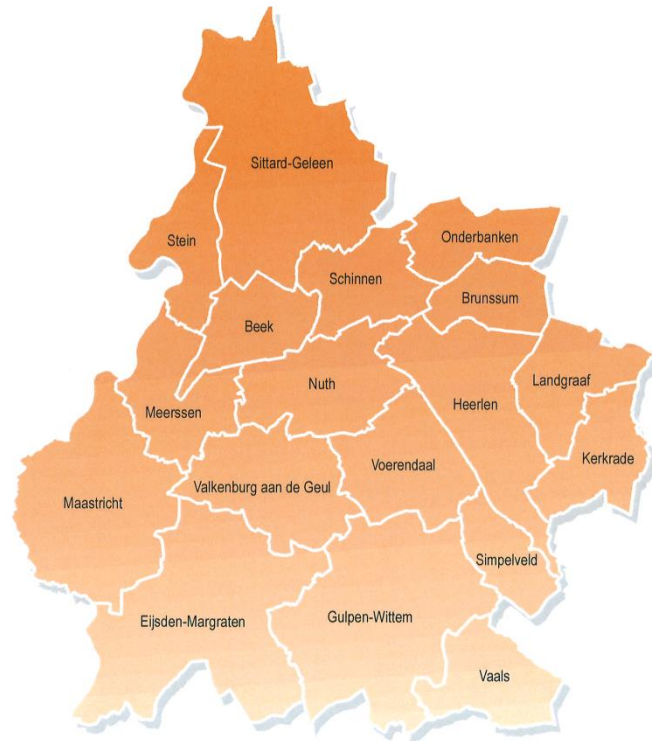 Sittard-Geleen
Stein
Onderbanken
Schinnen
Brunssum
Beek
Nuth
Landgraaf
Heerlen
Meerssen
Kerkrade
Voerendaal
Valkenburg aan de Geul
Maastricht
Simpelveld
Eijsden-Margraten
Gulpen-Wittem
Vaals